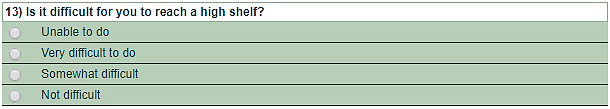 13) Is it difficult for you to reach a high shelf?
Unable to do
Very difficult to do
Somewhat difficult
Not difficult